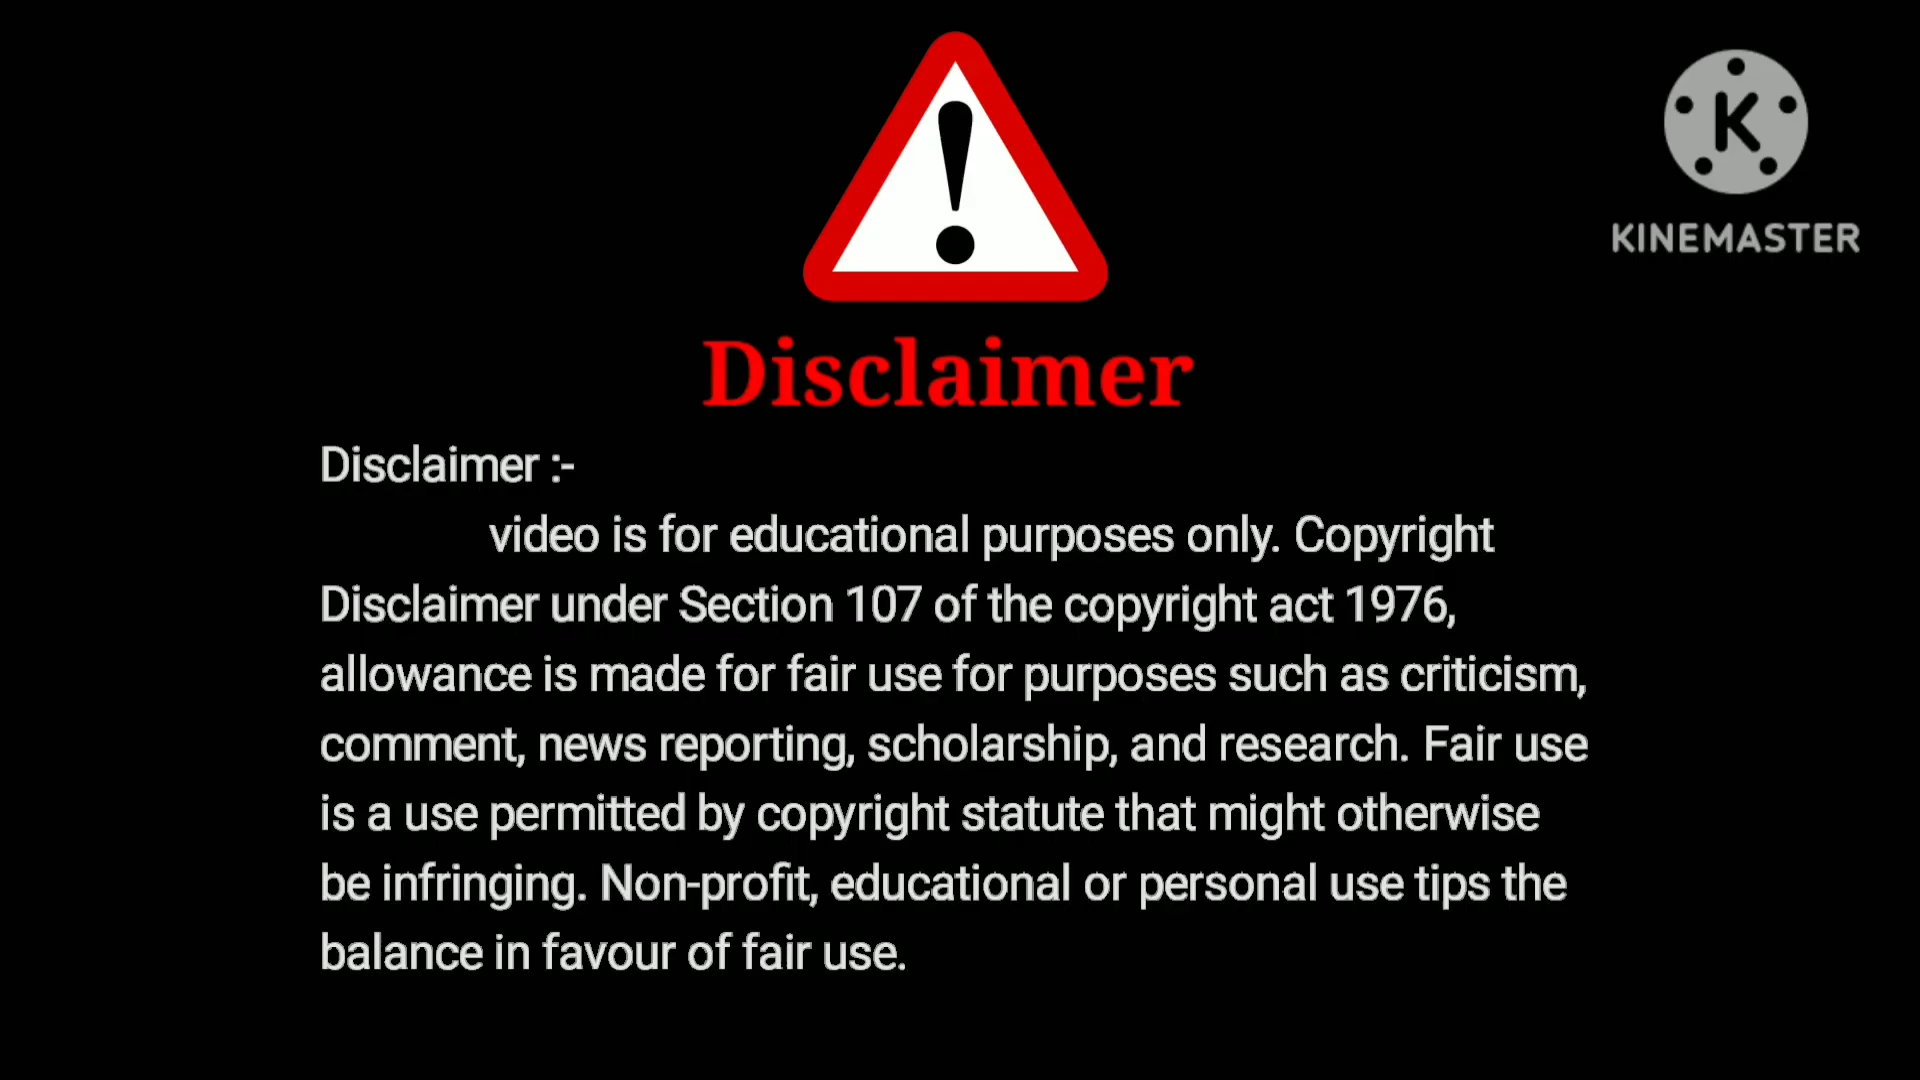 K
KINEMASTER
Disclaimer
Disclaimer :-
video is for educational purposes only. Copyright
Disclaimer under Section 107 of the copyright act 1976,
allowance is made for fair use for purposes such as criticism,
comment, news reporting, scholarship, and research. Fair use
is a use permitted by copyright statute that might otherwise
be infringing. Non-profit, educational or personal use tips the
balance in favour of fair use.